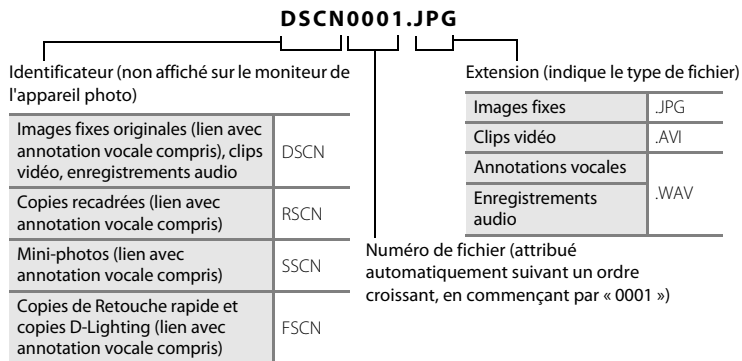 DSCN0001.JPG
Identificateur (non affiché sur le moniteur de
l'appareil photo)
Images fixes originales (lien avec
annotation vocale compris), clips
vidéo, enregistrements audio
DSCN
Copies recadrées (lien avec
annotation vocale compris)
RSCN
Mini-photos (lien avec
annotation vocale compris)
SSCN
Copies de Retouche rapide et
copies D-Lighting (lien avec
annotation vocale compris)
FSCN
Extension (indique le type de fichier)
Images fixes
.JPG
Clips vidéo
.AVI
Annotations vocales
Enregistrements
audio
.WAV
Numéro de fichier (attribué
automatiquement suivant un ordre
croissant, en commençant par « 0001 »)